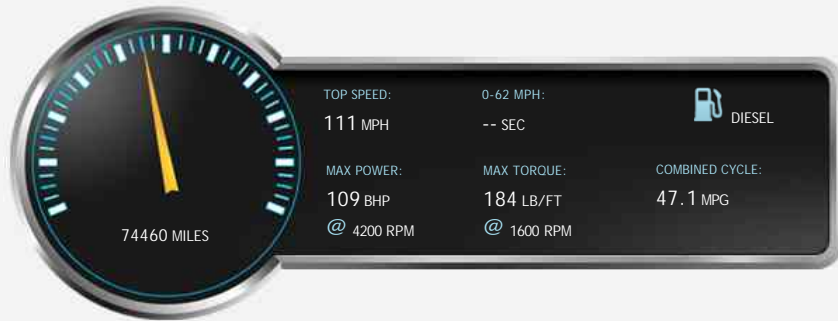 TOP SPEED:
0-62 MPH:
111 MPH
-- SEC
DIESEL
MAX POWER:
MAX TORQUE:
COMBINED CYCLE:
109 BHP
184 LB/FT
47.1 MPG
@ 4200 RPM
@ 1600 RPM
74460 MILES